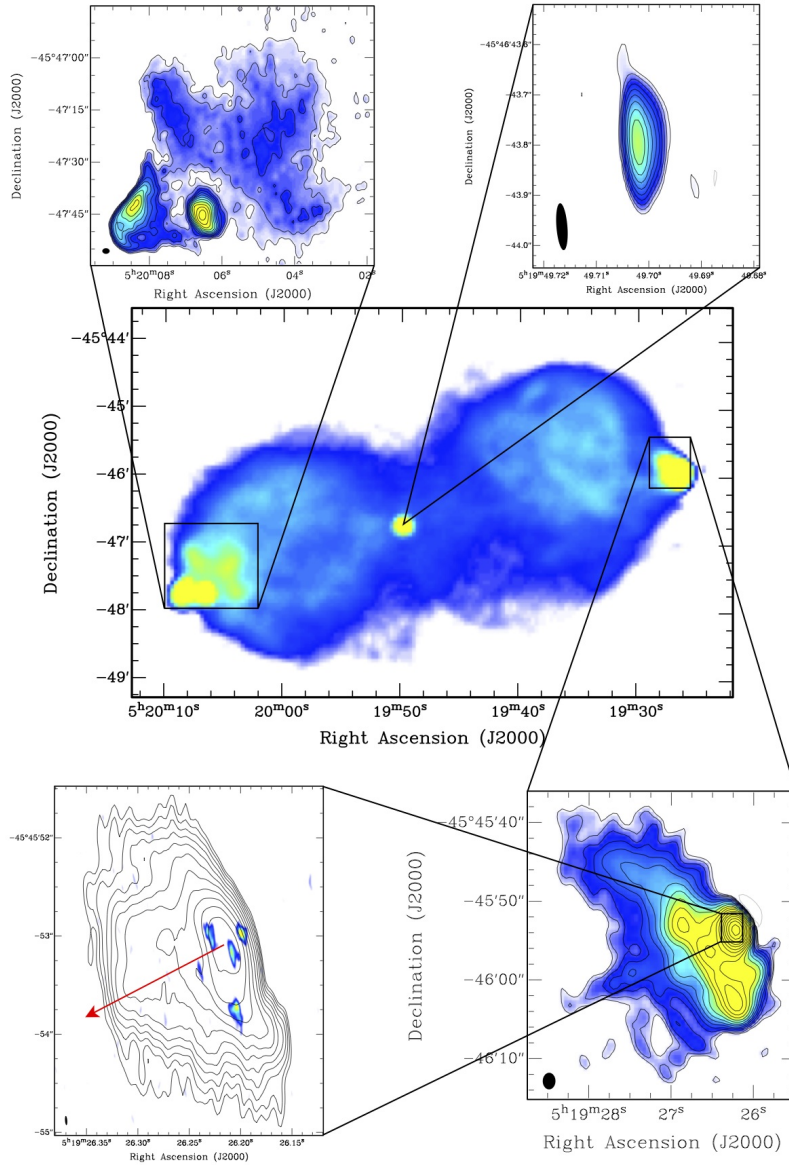 −45°47′00″
−47′15″
−47′30″
−47′45″
Declination (J2000)
5ʰ20ᵐ08ˢ 06ˢ 04ˢ 02ˢ
Right Ascension (J2000)
−45°46′43.6″
−43.7″
−43.8″
−43.9″
−44.0″
Declination (J2000)
5ʰ19ᵐ49.72ˢ 49.71ˢ 49.70ˢ 49.69ˢ 49.68ˢ
Right Ascension (J2000)
−45°44′
−45′
−46′
−47′
−48′
−49′
Declination (J2000)
5ʰ20ᵐ10ˢ 20ᵐ00ˢ 19ᵐ50ˢ 19ᵐ40ˢ 19ᵐ30ˢ
Right Ascension (J2000)
−45°45′52″
−53″
−54″
−55″
5ʰ19ᵐ26.35ˢ 26.30ˢ 26.25ˢ 26.20ˢ 26.15ˢ
Right Ascension (J2000)
−45°45′40″
−45′50″
−46′00″
−46′10″
Declination (J2000)
5ʰ19ᵐ28ˢ 27ˢ 26ˢ
Right Ascension (J2000)